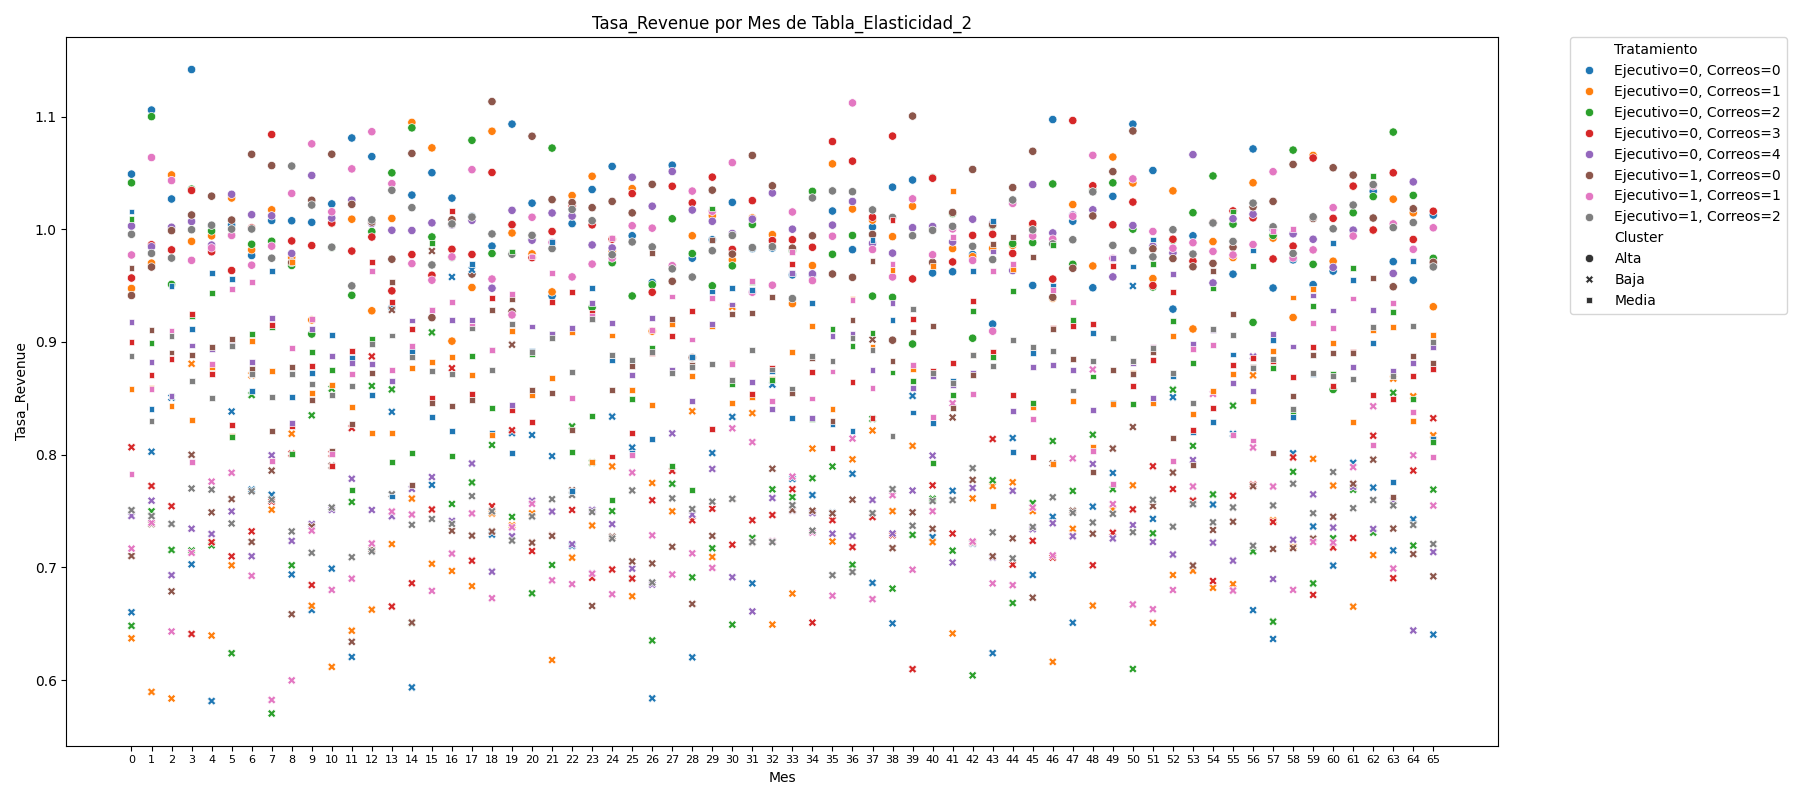 Tasa_Revenue por Mes de Tabla_Elasticidad_2
Tasa_Revenue
1.1
1.0
0.9
0.8
0.7
0.6
0 1 2 3 4 5 6 7 8 9 10 11 12 13 14 15 16 17 18 19 20 21 22 23 24 25 26 27 28 29 30 31 32 33 34 35 36 37 38 39 40 41 42 43 44 45 46 47 48 49 50 51 52 53 54 55 56 57 58 59 60 61 62 63 64 65
Mes
Tratamiento
Ejecutivo=0, Correos=0
Ejecutivo=0, Correos=1
Ejecutivo=0, Correos=2
Ejecutivo=0, Correos=3
Ejecutivo=0, Correos=4
Ejecutivo=1, Correos=0
Ejecutivo=1, Correos=1
Ejecutivo=1, Correos=2
Cluster
Alta
Baja
Media